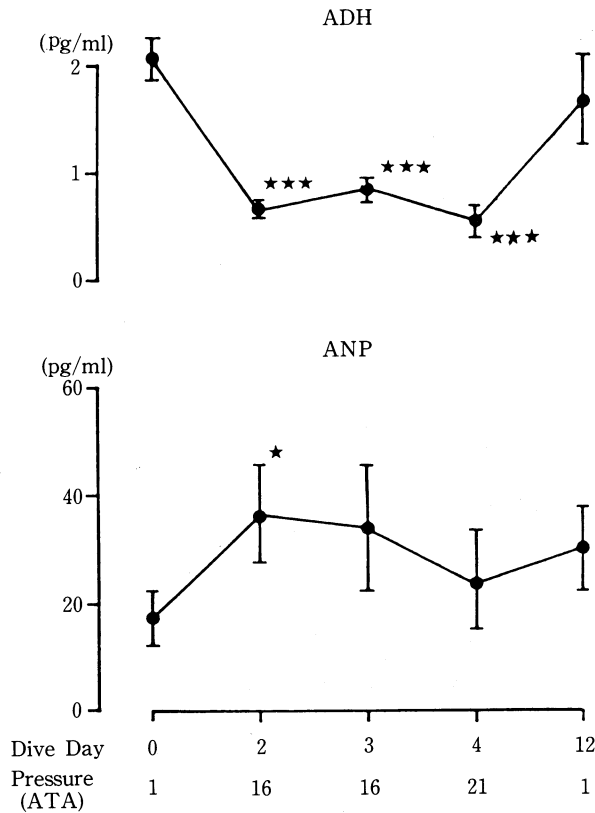 ADH
(pg/ml)
2
★★★
★★★
1
★★★
0
ANP
(pg/ml)
60
★
40
20
0
Dive Day 0 2 3 4 12
Pressure (ATA) 1 16 16 21 1